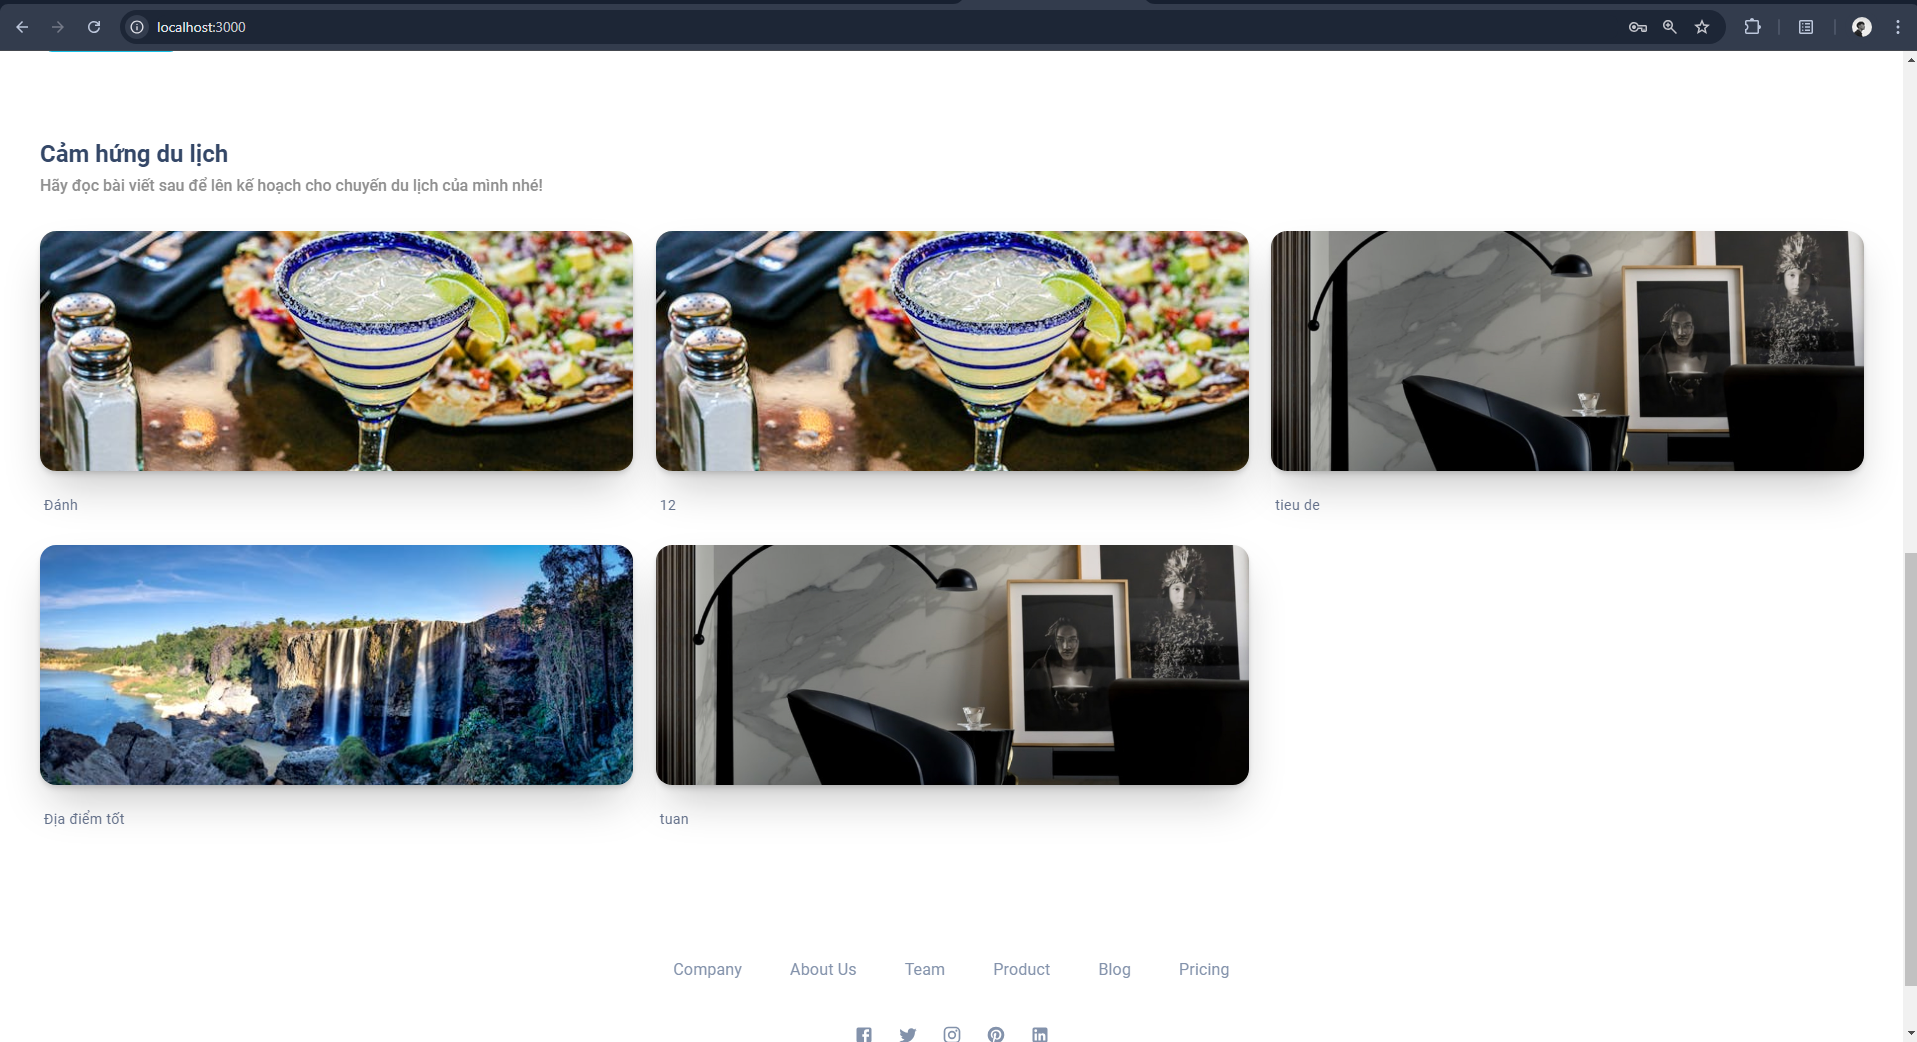 localhost:3000
Cảm hứng du lịch
Hãy đọc bài viết sau để lên kế hoạch cho chuyến du lịch của mình nhé!
Đánh
12
tieu de
Địa điểm tốt
tuan
Company About Us Team Product Blog Pricing